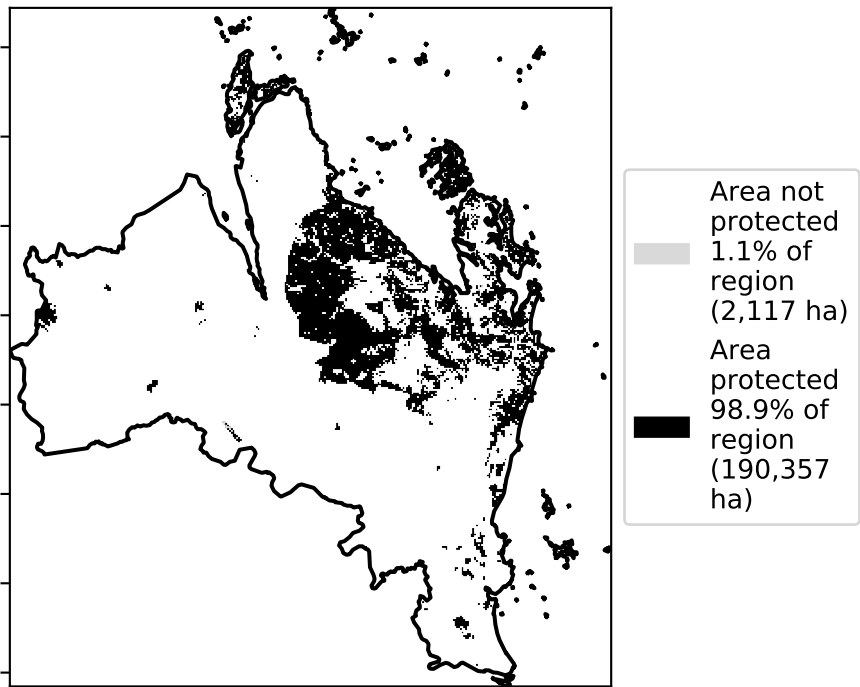 Area not
protected
1.1% of
region
(2,117 ha)
Area
protected
98.9% of
region
(190,357
ha)